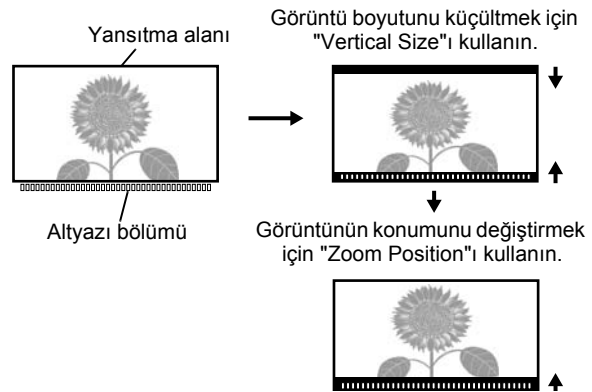 Yansıtma alanı
Altyazı bölümü
Görüntü boyutunu küçültmek için
"Vertical Size"ı kullanın.
Görüntünün konumunu değiştirmek
için "Zoom Position"ı kullanın.